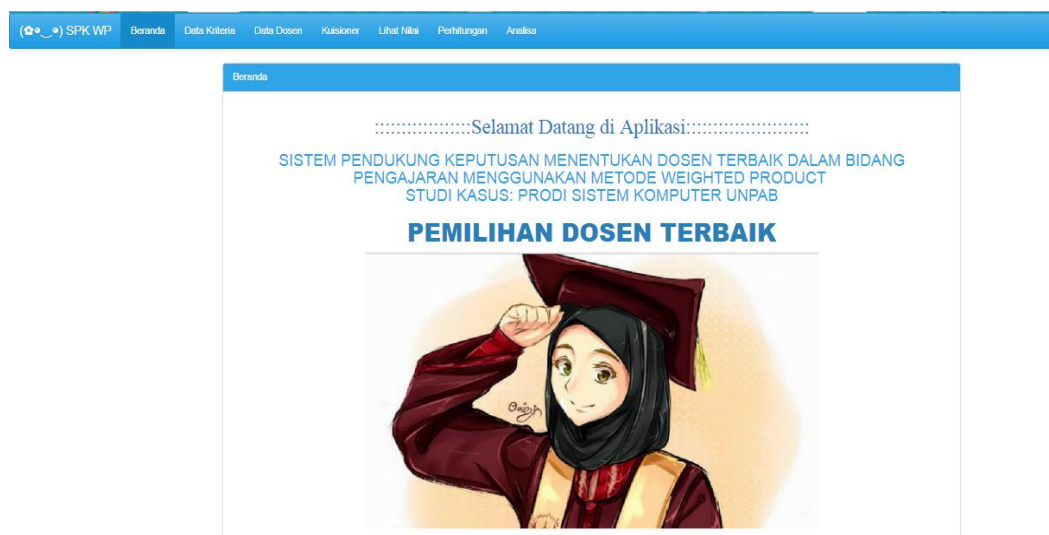 (✿◕‿◕) SPK WP Beranda Data Kriteria Data Dosen Kuisioner Lihat Nilai Perhitungan Analisa
Beranda
::::::::::::::::::Selamat Datang di Aplikasi:::::::::::::::::::::::
SISTEM PENDUKUNG KEPUTUSAN MENENTUKAN DOSEN TERBAIK DALAM BIDANG
PENGAJARAN MENGGUNAKAN METODE WEIGHTED PRODUCT
STUDI KASUS: PRODI SISTEM KOMPUTER UNPAB
PEMILIHAN DOSEN TERBAIK